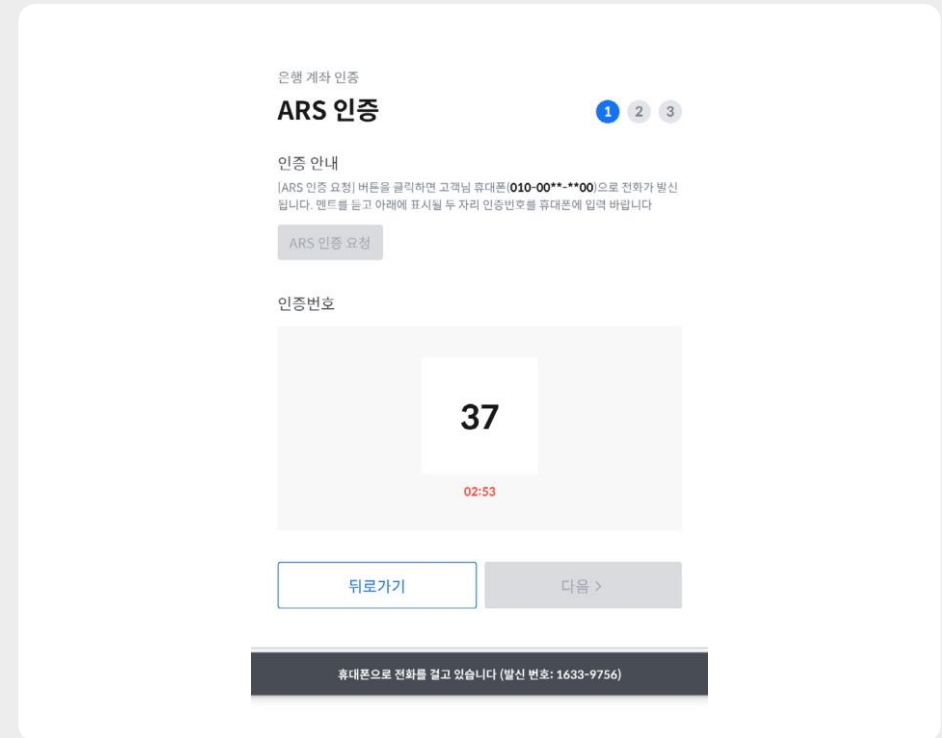 은행 계좌 인증
ARS 인증
1 2 3
인증 안내
[ARS 인증 요청] 버튼을 클릭하면 고객님 휴대폰(010-00**-**00)으로 전화가 발신
됩니다. 멘트를 듣고 아래에 표시될 두 자리 인증번호를 휴대폰에 입력 바랍니다
ARS 인증 요청
인증번호
37
02:53
뒤로가기
다음 >
휴대폰으로 전화를 걸고 있습니다 (발신 번호: 1633-9756)